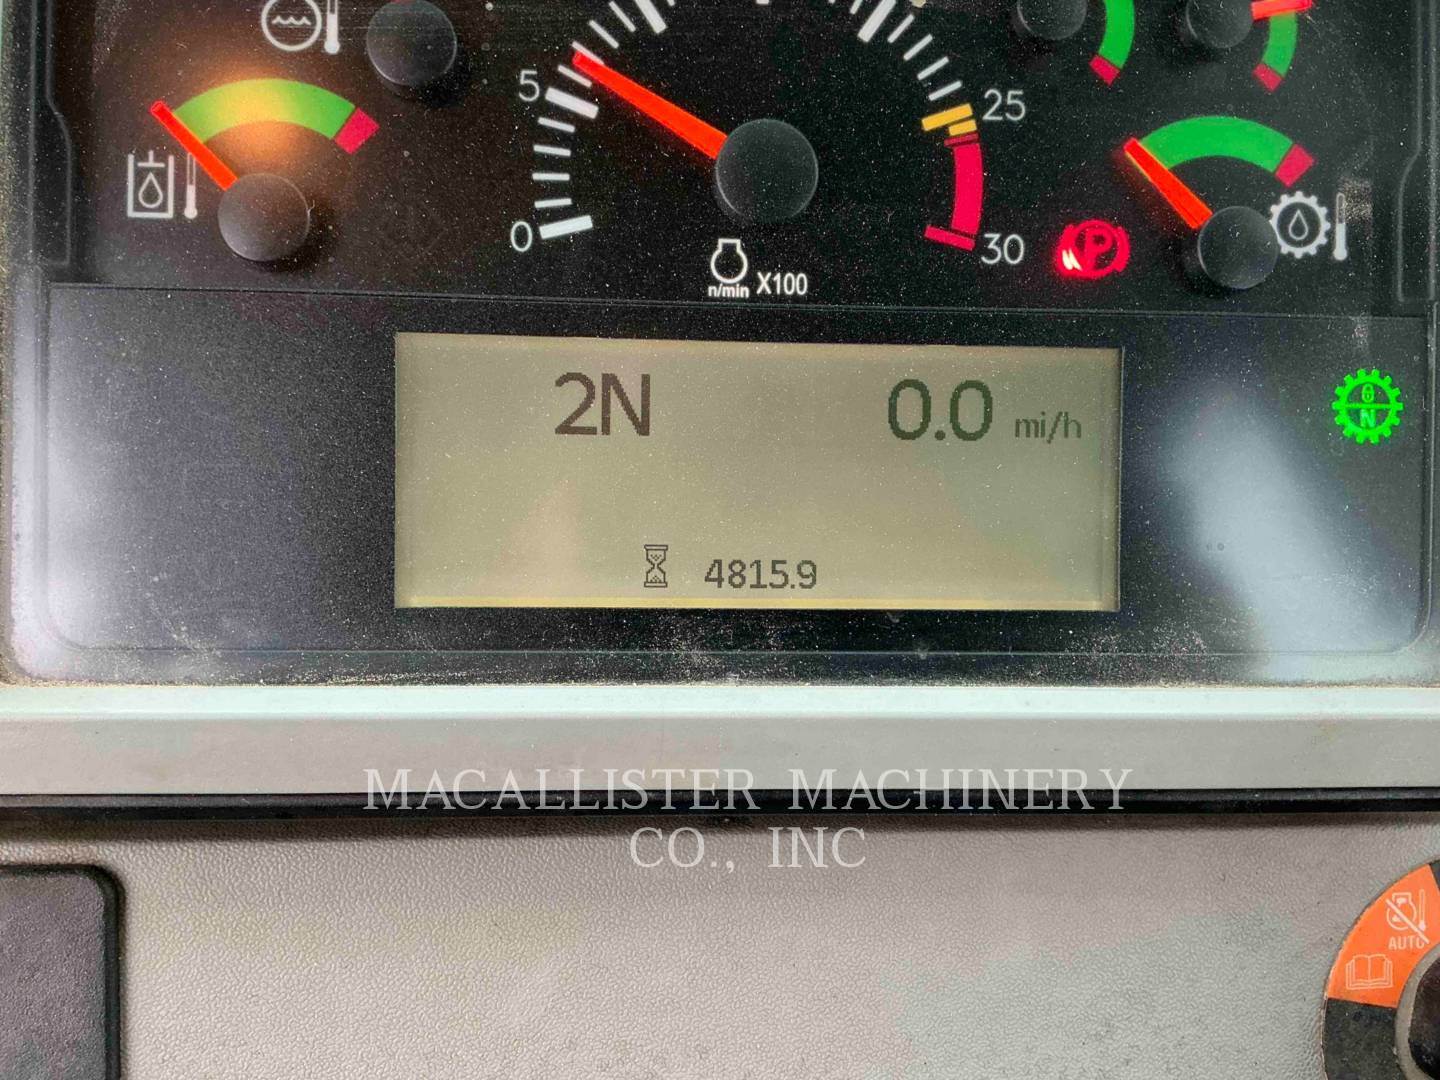 5
25
0
30
n/min X100
P
2N 0.0 mi/h
N
4815.9
MACALLISTER MACHINERY
CO., INC
AUTO